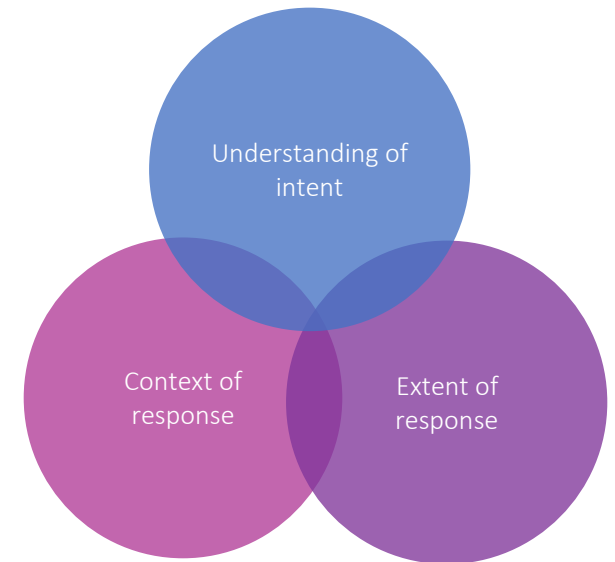 Understanding of
intent
Context of
response
Extent of
response